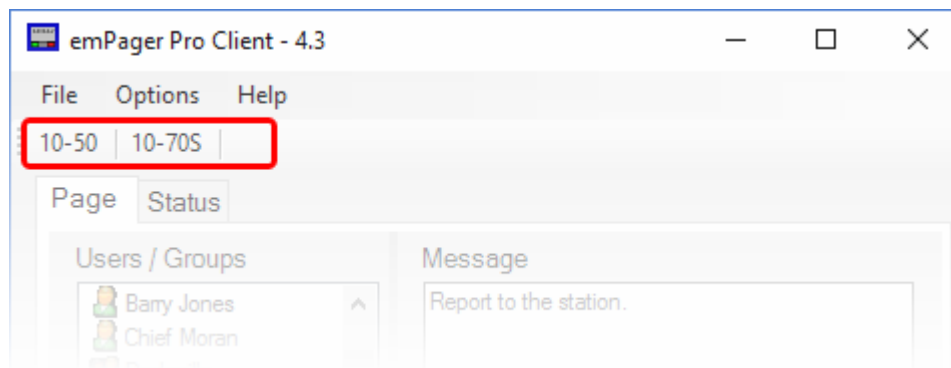 emPager Pro Client - 4.3
File Options Help
10-50 10-70S
Page Status
Users / Groups Message
Barry Jones Report to the station.
Chief Moran